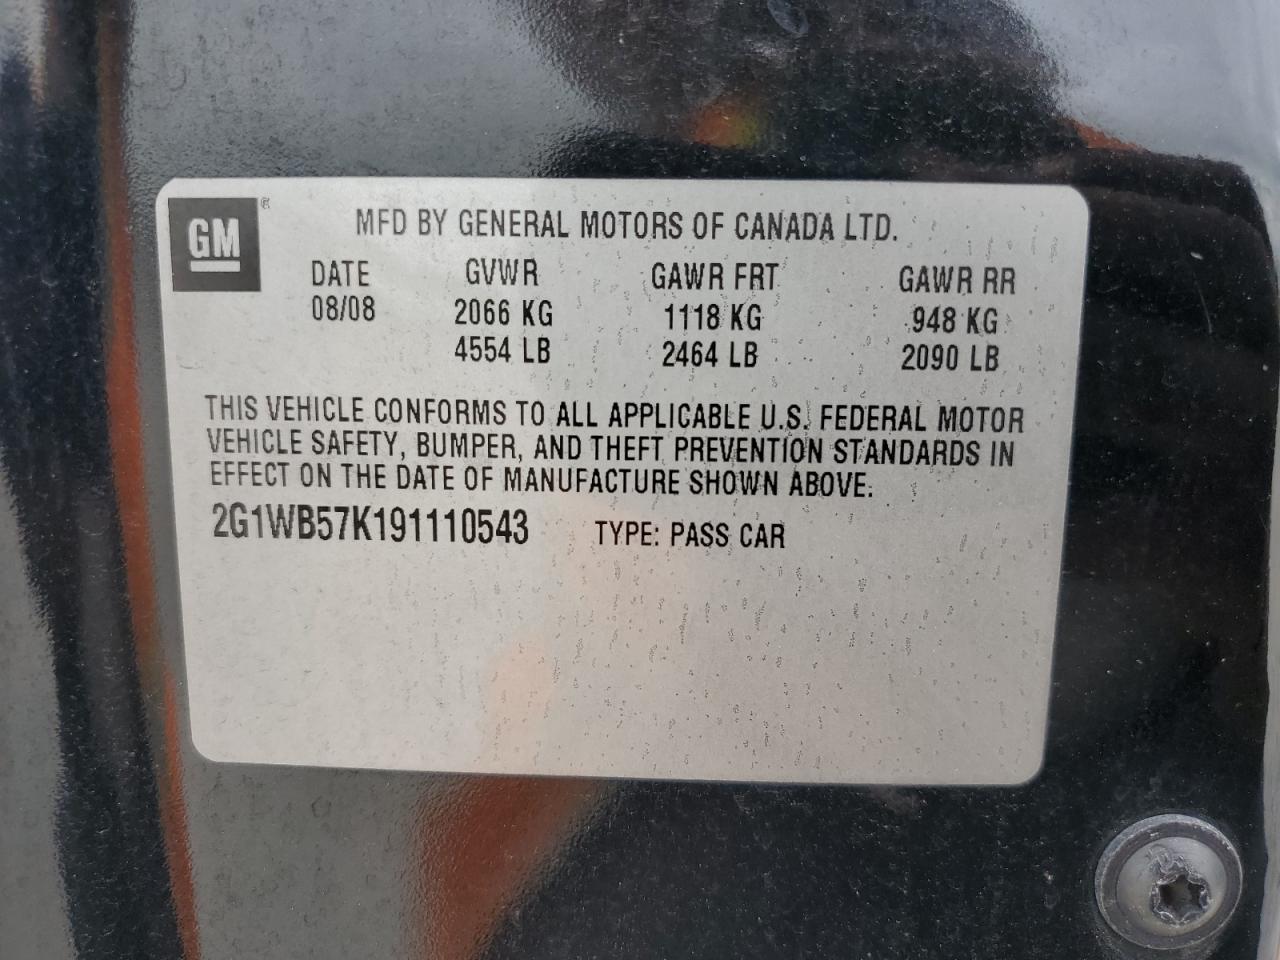 GM®
MFD BY GENERAL MOTORS OF CANADA LTD.
DATE GVWR GAWR FRT GAWR RR
08/08 2066 KG 1118 KG 948 KG
4554 LB 2464 LB 2090 LB
THIS VEHICLE CONFORMS TO ALL APPLICABLE U.S. FEDERAL MOTOR
VEHICLE SAFETY, BUMPER, AND THEFT PREVENTION STANDARDS IN
EFFECT ON THE DATE OF MANUFACTURE SHOWN ABOVE.
2G1WB57K191110543 TYPE: PASS CAR